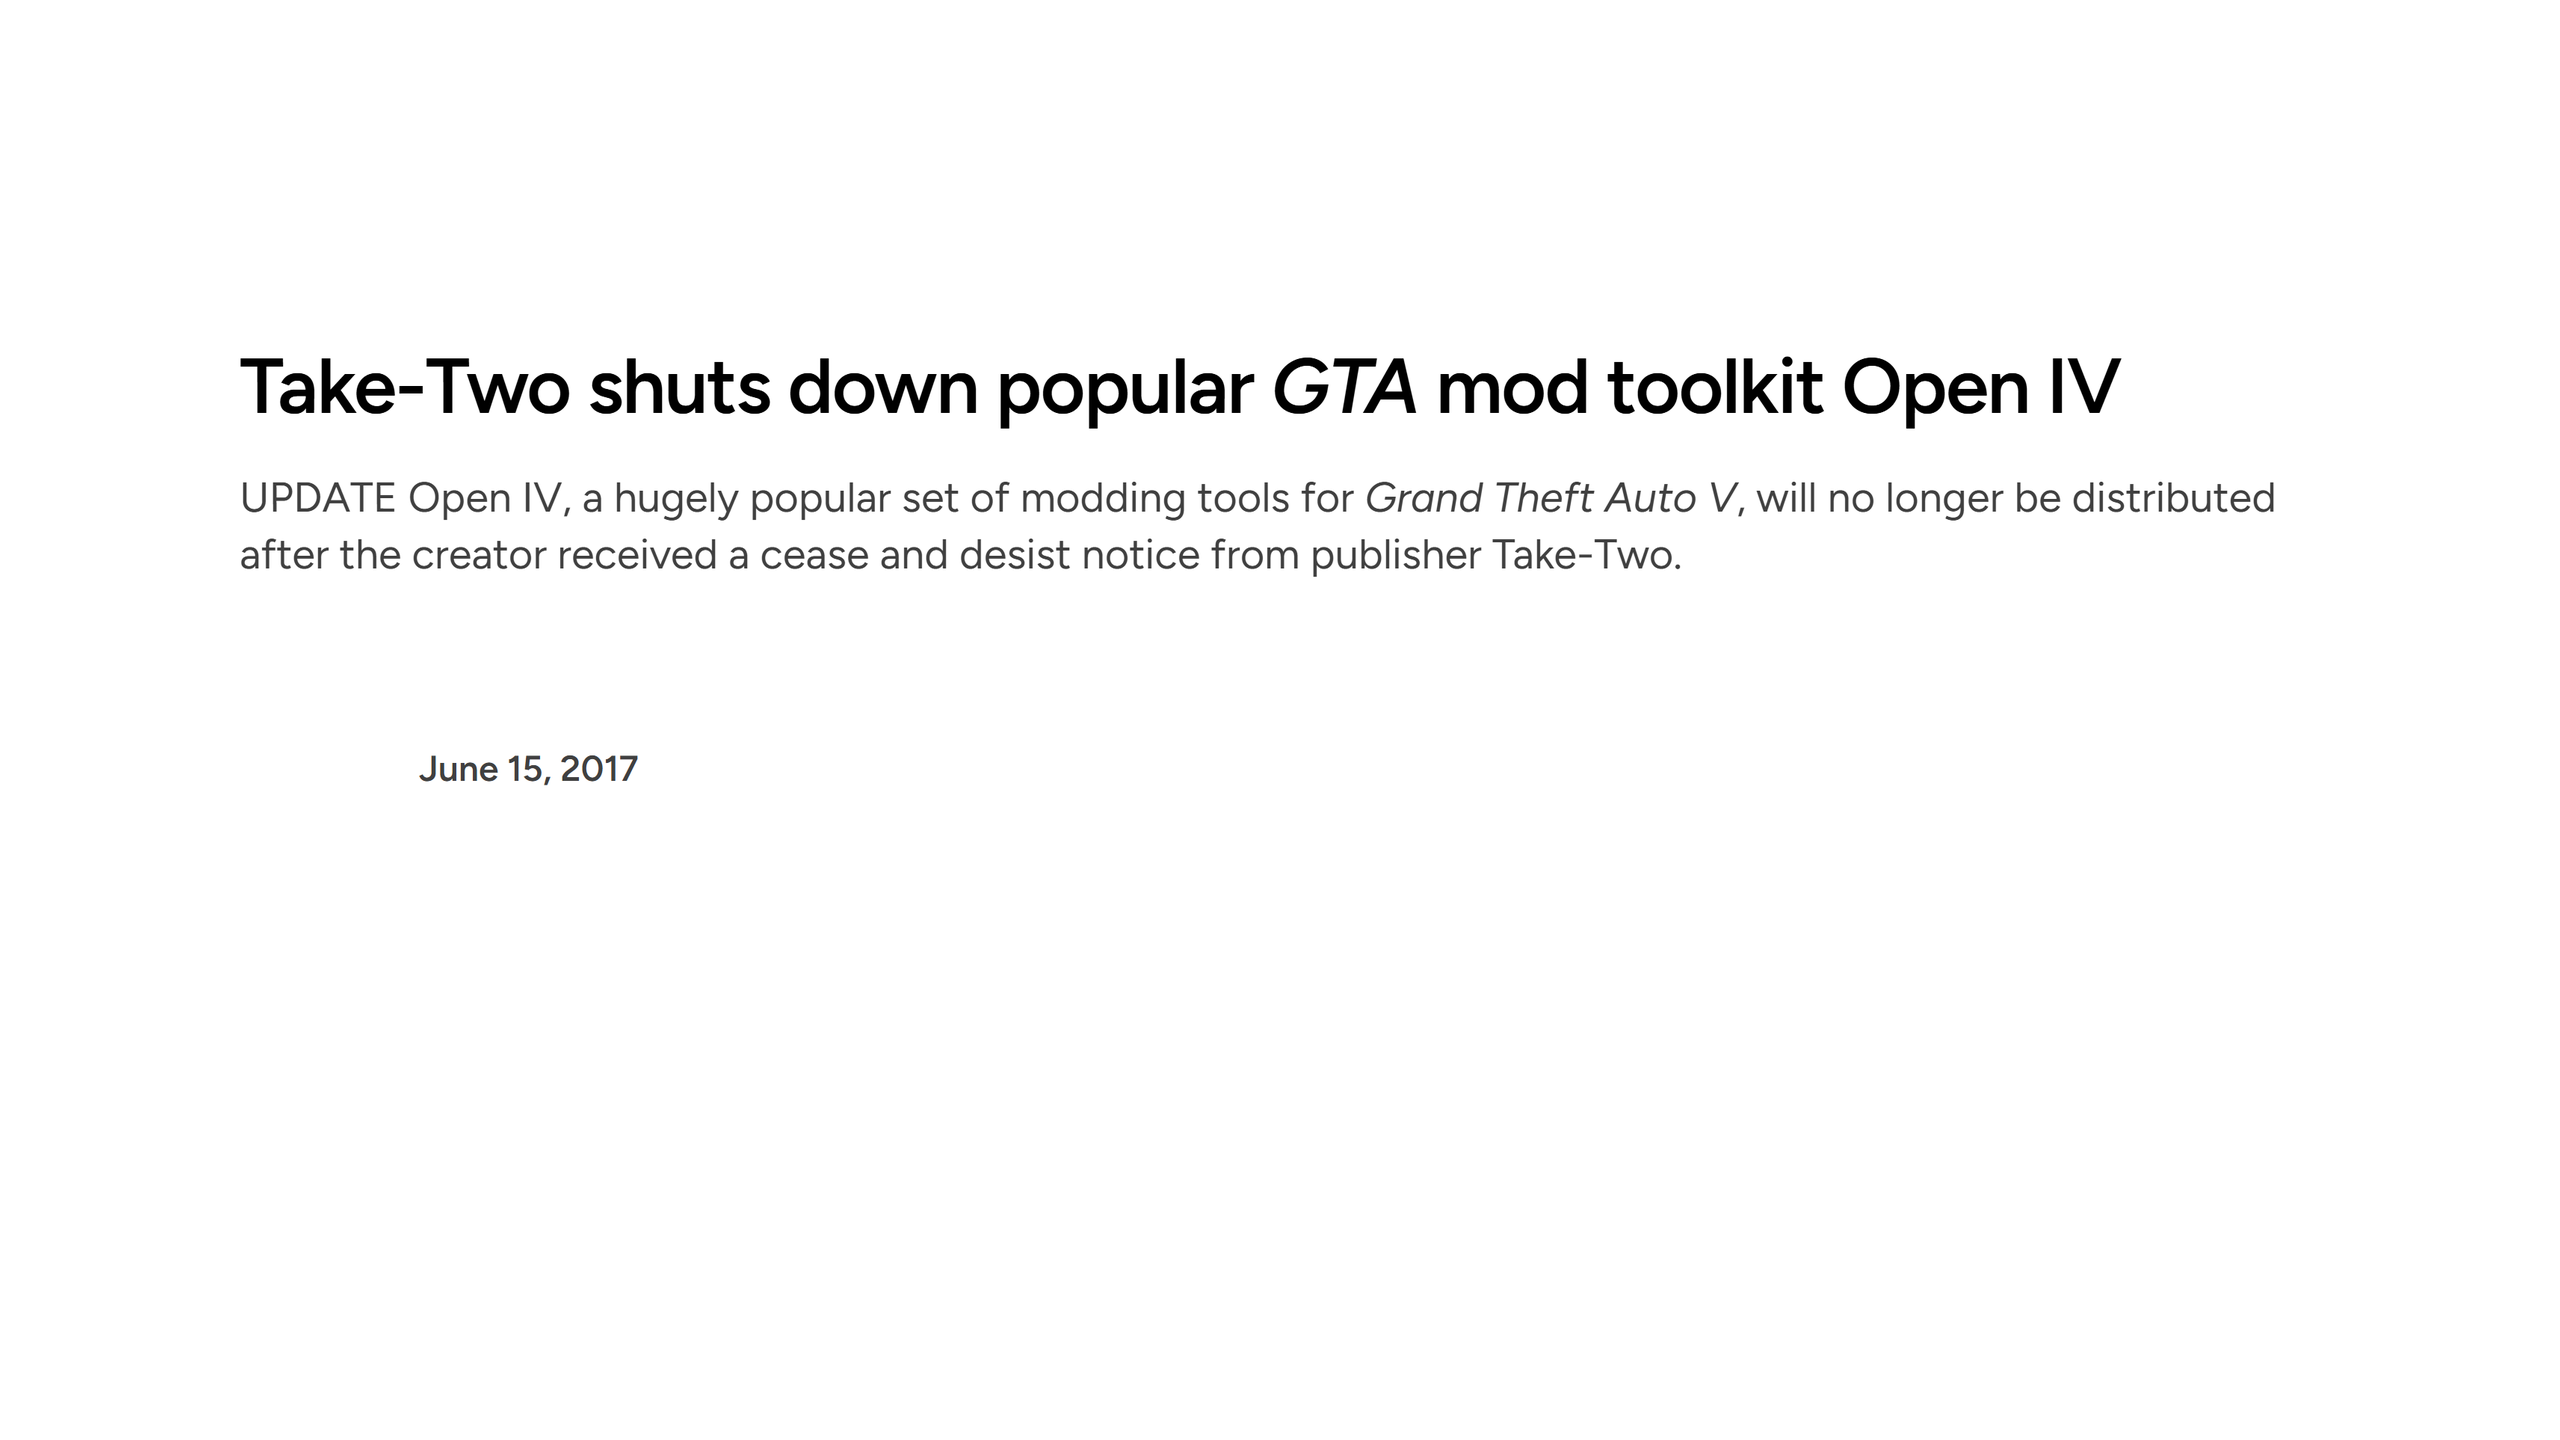 Take-Two shuts down popular GTA mod toolkit Open IV
UPDATE Open IV, a hugely popular set of modding tools for Grand Theft Auto V, will no longer be distributed
after the creator received a cease and desist notice from publisher Take-Two.
June 15, 2017